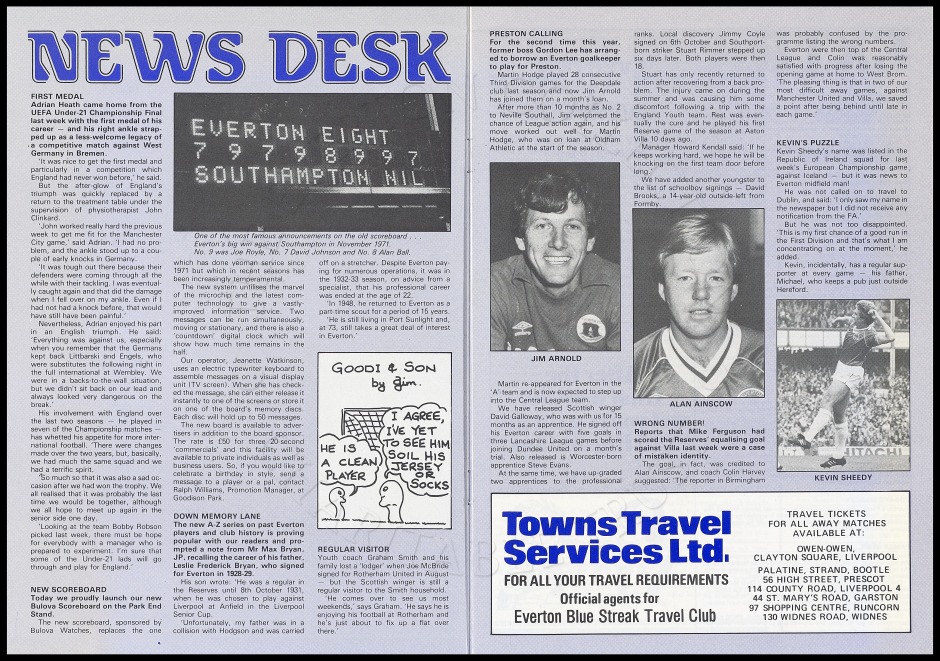 NEWS DESK
FIRST MEDAL
Adrian Heath came home from the
UEFA Under-21 Championship Final
last week with the first medal of his
career — and his right ankle strap-
ped up as a less-welcome legacy of
a competitive match against West
Germany in Bremen.
'It was nice to get the first medal and
particularly in a competition which
England had never won before,' he said.
But the after-glow of England's
triumph was quickly replaced by a
return to the treatment table under the
supervision of physiotherapist John
Clinkard.
'John worked really hard the previous
week to get me fit for the Manchester
City game,' said Adrian. 'I had no pro-
blem, and the ankle stood up to a cou-
ple of early knocks in Germany.
'It was tough out there because their
defenders were coming through all the
while with their tackling. I was eventual-
ly caught again and that did the damage
when I fell over on my ankle. Even if I
had not had a knock before, that would
have still have been painful.'
Nevertheless, Adrian enjoyed his part
in an English triumph. He said:
'Everything was against us, especially
when you remember that the Germans
kept back Littbarski and Engels, who
were substitutes the following night in
the full international at Wembley. We
were in a backs-to-the-wall situation,
but we didn't sit back on our lead and
always looked very dangerous on the
break.'
His involvement with England over
the last two seasons — he played in
seven of the Championship matches —
has whetted his appetite for more inter-
national football. 'There were changes
made over the two years, but, basically,
we had much the same squad and we
had a terrific spirit.
'So much so that it was also a sad oc-
casion after we had won the trophy. We
all realised that it was probably the last
time we would be together, although
we all hope to meet up again in the
senior side one day.
'Looking at the team Bobby Robson
picked last week, there must be hope
for everybody with a manager who is
prepared to experiment. I'm sure that
some of the Under-21 lads will go
through and play for England.'
NEW SCOREBOARD
Today we proudly launch our new
Bulova Scoreboard on the Park End
Stand.
The new scoreboard, sponsored by
Bulova Watches, replaces the one
EVERTON EIGHT
7 9 7 9 8 9 9 7
SOUTHAMPTON NIL
One of the most famous announcements on the old scoreboard . . .
Everton's big win against Southampton in November 1971.
No. 9 was Joe Royle, No. 7 David Johnson and No. 8 Alan Ball.
which has done yeoman service since
1971 but which in recent seasons has
been increasingly temperamental.
The new system untilises the marvel
of the microchip and the latest com-
puter technology to give a vastly-
improved information service. Two
messages can be run simultaneously,
moving or stationary, and there is also a
'countdown' digital clock which will
show how much time remains in the
half.
Our operator, Jeanette Watkinson,
uses an electric typewriter keyboard to
assemble messages on a visual display
unit (TV screen). When she has check-
ed the message, she can either release it
instantly to one of the screens or store it
on one of the board's memory discs.
Each disc will hold up to 50 messages.
The new board is available to adver-
tisers in addition to the board sponsor.
The rate is £50 for three, 20 second
'commercials' and this facility will be
available to private individuals as well as
business users. So, if you would like to
celebrate a birthday in style, send a
message to a player or a pal, contact
Ralph Williams, Promotion Manager, at
Goodison Park.
DOWN MEMORY LANE
The new A-Z series on past Everton
players and club history is proving
popular with our readers and pro-
mpted a note from Mr Max Bryan,
JP, recalling the career of his father,
Leslie Frederick Bryan, who signed
for Everton in 1928-29.
His son wrote: 'He was a regular in
the Reserves until 8th October 1931,
when he was chosen to play against
Liverpool at Anfield in the Liverpool
Senior Cup.
'Unfortunately, my father was in a
collision with Hodgson and was carried
off on a stretcher. Despite Everton pay-
ing for numerous operations, it was in
the 1932-33 season, on advice from a
specialist, that his professional career
was ended at the age of 22.
'In 1948, he returned to Everton as a
part-time scout for a period of 15 years.
'He is still living in Port Sunlight and,
at 73, still takes a great deal of interest
in Everton.'
GOODI & SON
by Jim.
HE IS
A CLEAN
PLAYER
I AGREE,
I'VE YET
TO SEE HIM
SOIL HIS
JERSEY
OR
SOCKS
REGULAR VISITOR
Youth coach Graham Smith and his
family lost a 'lodger' when Joe McBride
signed for Rotherham United in August
— but the Scottish winger is still a
regular visitor to the Smith household.
'He comes over to see us most
weekends,' says Graham. 'He says he is
enjoying his football at Rotherham and
he's just about to fix up a flat over
there.'
PRESTON CALLING
For the second time this year,
former boss Gordon Lee has arrang-
ed to borrow an Everton goalkeeper
to play for Preston.
Martin Hodge played 28 consecutive
Third Division games for the Deepdale
club last season and now Jim Arnold
has joined them on a month's loan.
After more than 10 months as No. 2
to Neville Southall, Jim welcomed the
chance of League action again, and his
move worked out well for Martin
Hodge, who was on loan at Oldham
Athletic at the start of the season.
JIM ARNOLD
Martin re-appeared for Everton in the
'A' team and is now expected to step up
into the Central League team.
We have released Scottish winger
David Galloway, who was with us for 15
months as an apprentice. He signed off
his Everton career with five goals in
three Lancashire League games before
joining Dundee United on a month's
trial. Also released is Worcester-born
apprentice Steve Evans.
At the same time, we have up-graded
two apprentices to the professional
ranks. Local discovery Jimmy Coyle
signed on 6th October and Southport-
born striker Stuart Rimmer stepped up
six days later. Both players were then
18.
Stuart has only recently returned to
action after recovering from a back pro-
blem. The injury came on during the
summer and was causing him some
discomfort following a trip with the
England Youth team. Rest was even-
tually the cure and he played his first
Reserve game of the season at Aston
Villa 10 days ago.
Manager Howard Kendall said: 'If he
keeps working hard, we hope he will be
knocking on the first team door before
long.'
We have added another youngster to
the list of schoolboy signings — David
Brooks, a 14-year-old outside-left from
Formby.
ALAN AINSCOW
WRONG NUMBER!
Reports that Mike Ferguson had
scored the Reserves' equalising goal
against Villa last week were a case
of mistaken identity.
The goal, in fact, was credited to
Alan Ainscow, and coach Colin Harvey
suggested: 'The reporter in Birmingham
was probably confused by the pro-
gramme listing the wrong numbers.
Everton were then top of the Central
League and Colin was reasonably
satisfied with progress after losing the
opening game at home to West Brom.
'The pleasing thing is that in two of our
most difficult away games, against
Manchester United and Villa, we saved
a point after being behind until late in
each game.'
KEVIN'S PUZZLE
Kevin Sheedy's name was listed in the
Republic of Ireland squad for last
week's European Championship game
against Iceland — but it was news to
Everton midfield man!
He was not called on to travel to
Dublin, and said: 'I only saw my name in
the newspaper but I did not receive any
notification from the FA.'
But he was not too disappointed.
'This is my first chance of a good run in
the First Division and that's what I am
concentrating on at the moment,' he
added.
Kevin, incidentally, has a regular sup-
porter at every game — his father,
Michael, who keeps a pub just outside
Hereford.
HITACHI
KEVIN SHEEDY
Towns Travel
Services Ltd.
FOR ALL YOUR TRAVEL REQUIREMENTS
Official agents for
Everton Blue Streak Travel Club
TRAVEL TICKETS
FOR ALL AWAY MATCHES
AVAILABLE AT:
OWEN-OWEN,
CLAYTON SQUARE, LIVERPOOL
PALATINE, STRAND, BOOTLE
56 HIGH STREET, PRESCOT
114 COUNTY ROAD, LIVERPOOL 4
44 ST. MARY'S ROAD, GARSTON
97 SHOPPING CENTRE, RUNCORN
130 WIDNES ROAD, WIDNES